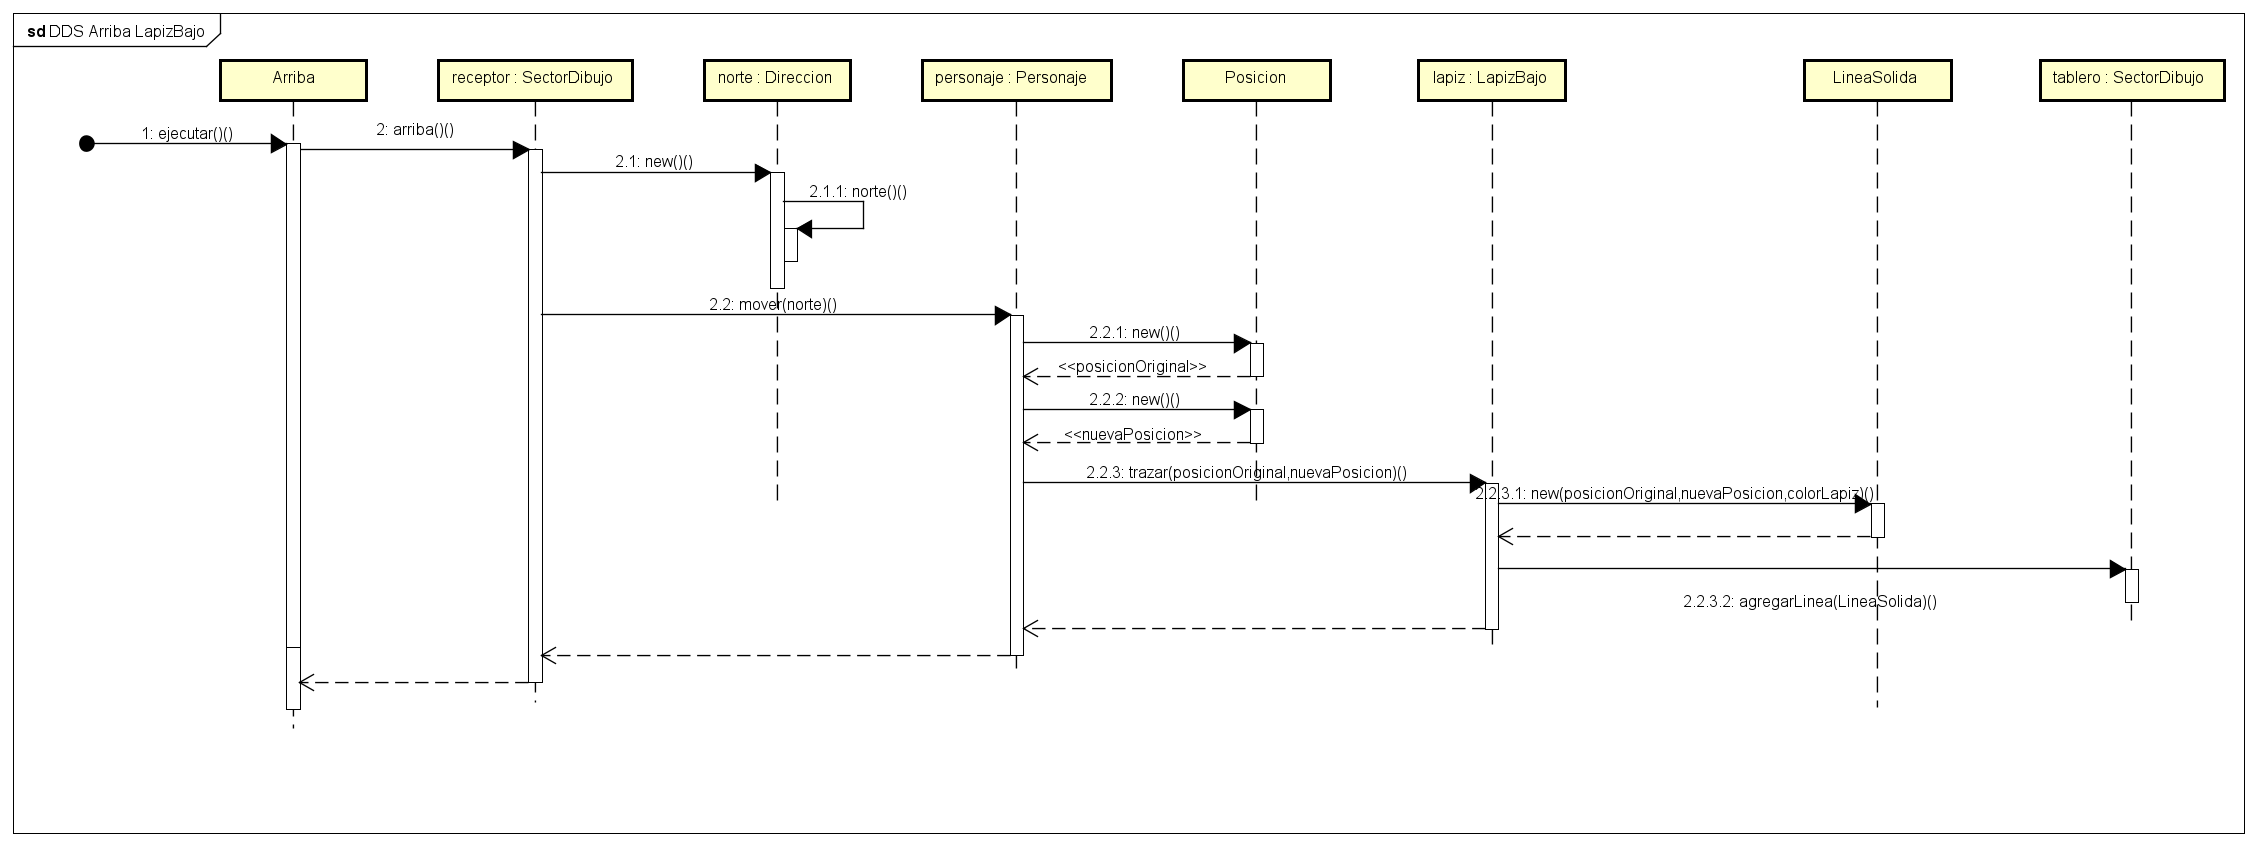 sd DDS Arriba LapizBajo
Arriba
receptor : SectorDibujo
norte : Direccion
personaje : Personaje
Posicion
lapiz : LapizBajo
LineaSolida
tablero : SectorDibujo
1: ejecutar()()
2: arriba()()
2.1: new()()
2.1.1: norte()()
2.2: mover(norte)()
2.2.1: new()()
<<posicionOriginal>>
2.2.2: new()()
<<nuevaPosicion>>
2.2.3: trazar(posicionOriginal,nuevaPosicion)()
2.2.3.1: new(posicionOriginal,nuevaPosicion,colorLapiz)()
2.2.3.2: agregarLinea(LineaSolida)()